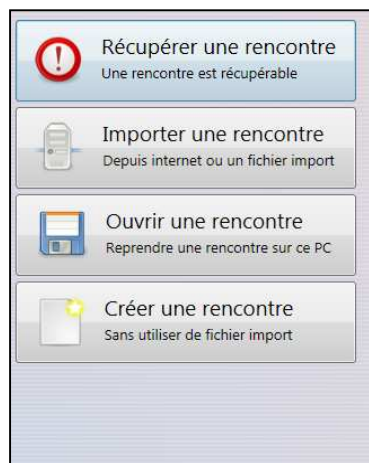 Récupérer une rencontre
Une rencontre est récupérable
Importer une rencontre
Depuis internet ou un fichier import
Ouvrir une rencontre
Reprendre une rencontre sur ce PC
Créer une rencontre
Sans utiliser de fichier import